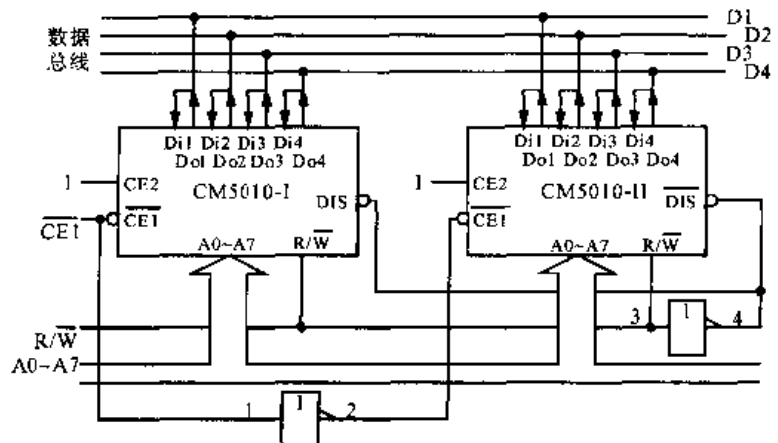 数据
总线
D1
D2
D3
D4
Di1 Di2 Di3 Di4
Do1 Do2 Do3 Do4
1 CE2
CM5010-I
DIS
CE1 CE1
A0~A7 R/W
Di1 Di2 Di3 Di4
Do1 Do2 Do3 Do4
1 CE2
CM5010-II
DIS
CE1
A0~A7 R/W
R/W
3 1 4
A0~A7
1 1 2